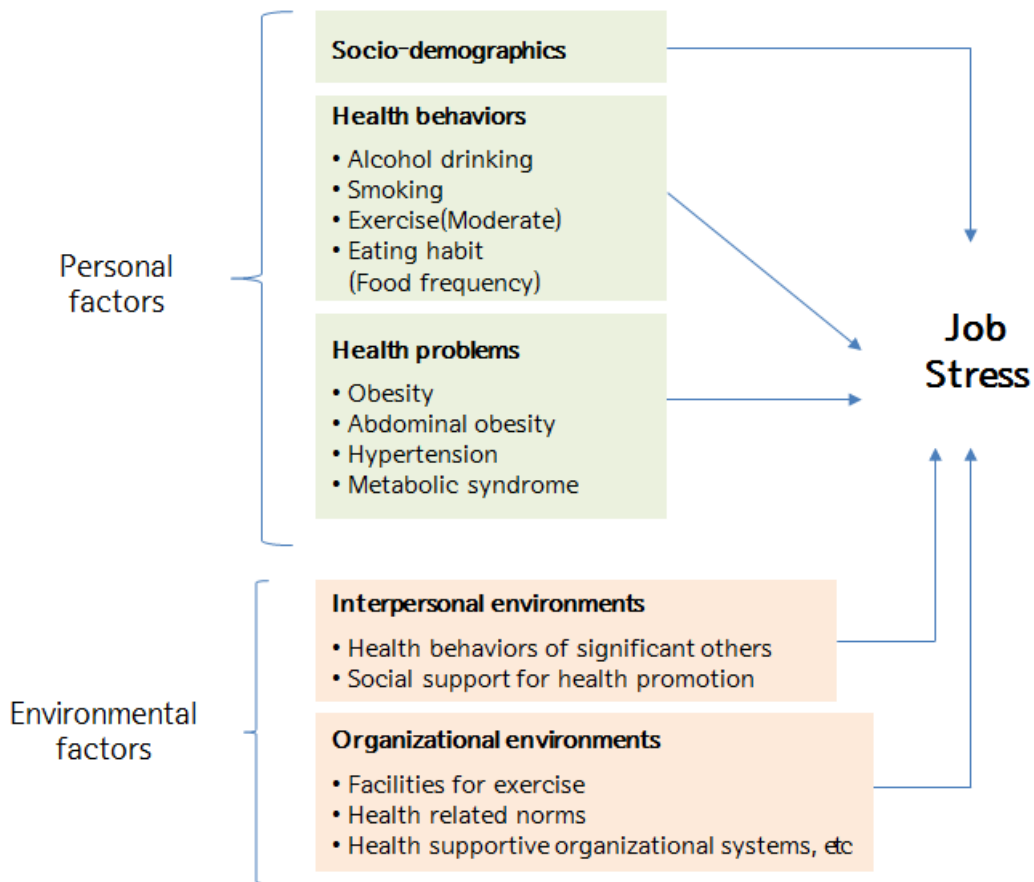 Socio-demographics
Health behaviors
• Alcohol drinking
• Smoking
• Exercise(Moderate)
• Eating habit
(Food frequency)
Personal
factors
Health problems
• Obesity
• Abdominal obesity
• Hypertension
• Metabolic syndrome
Job
Stress
Interpersonal environments
• Health behaviors of significant others
• Social support for health promotion
Environmental
factors
Organizational environments
• Facilities for exercise
• Health related norms
• Health supportive organizational systems, etc